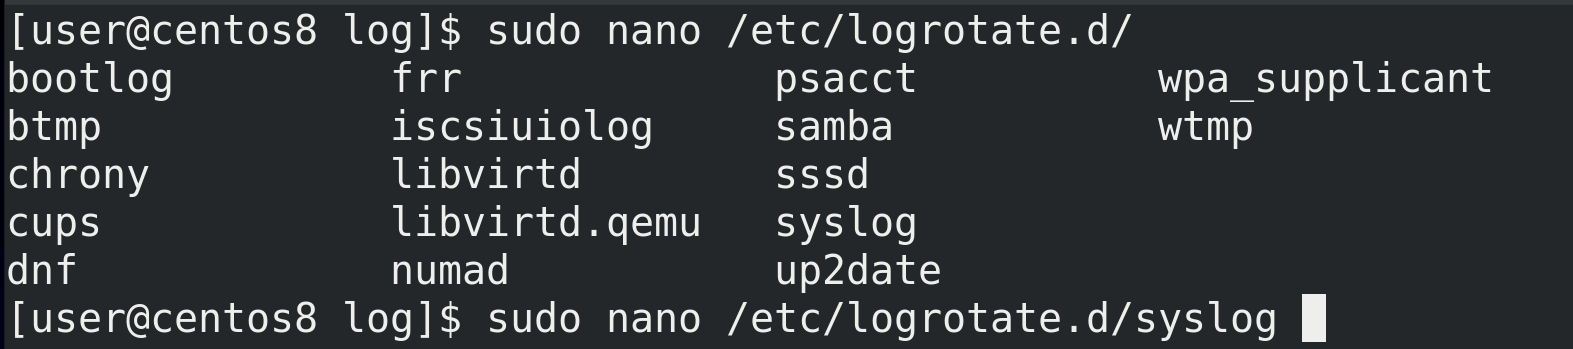 [user@centos8 log]$ sudo nano /etc/logrotate.d/
bootlog         frr             psacct          wpa_supplicant
btmp            iscsiuiolog     samba           wtmp
chrony          libvirtd        sssd
cups            libvirtd.qemu   syslog
dnf             numad           up2date
[user@centos8 log]$ sudo nano /etc/logrotate.d/syslog